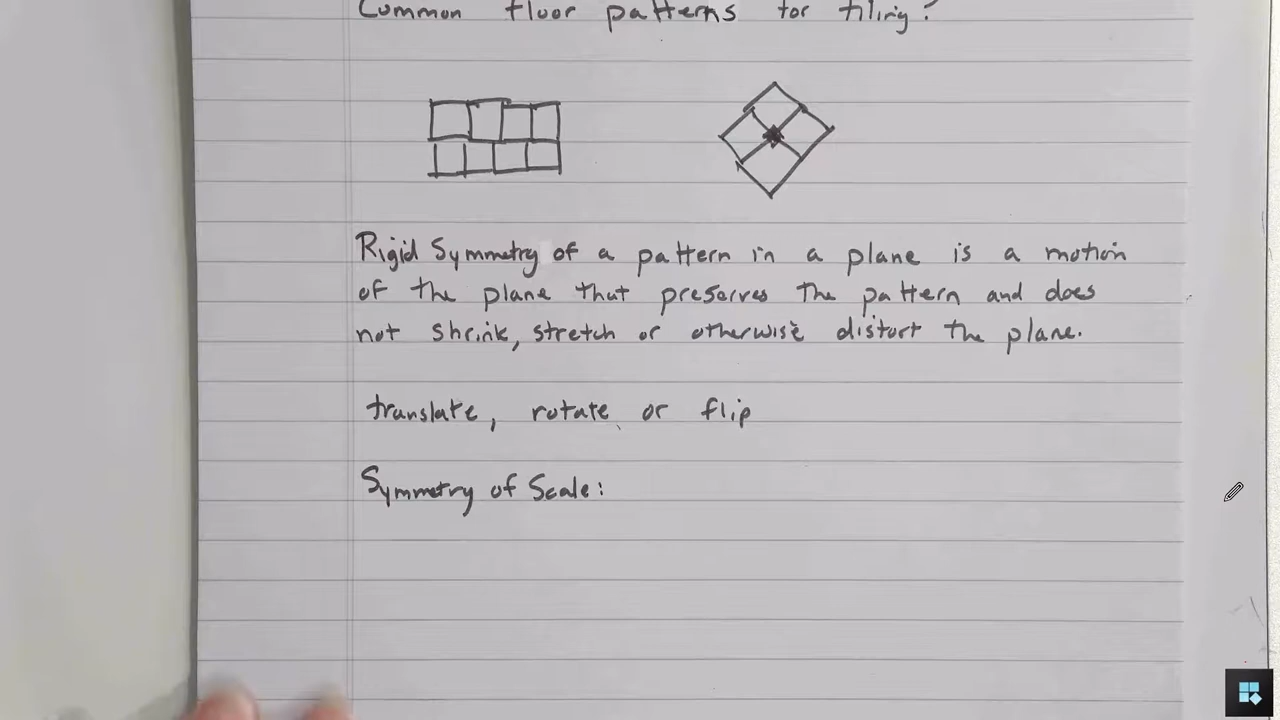 Common floor patterns for tiling?
Rigid Symmetry of a pattern in a plane is a motion
of the plane that preserves the pattern and does
not shrink, stretch or otherwise distort the plane.
translate, rotate or flip
Symmetry of Scale: